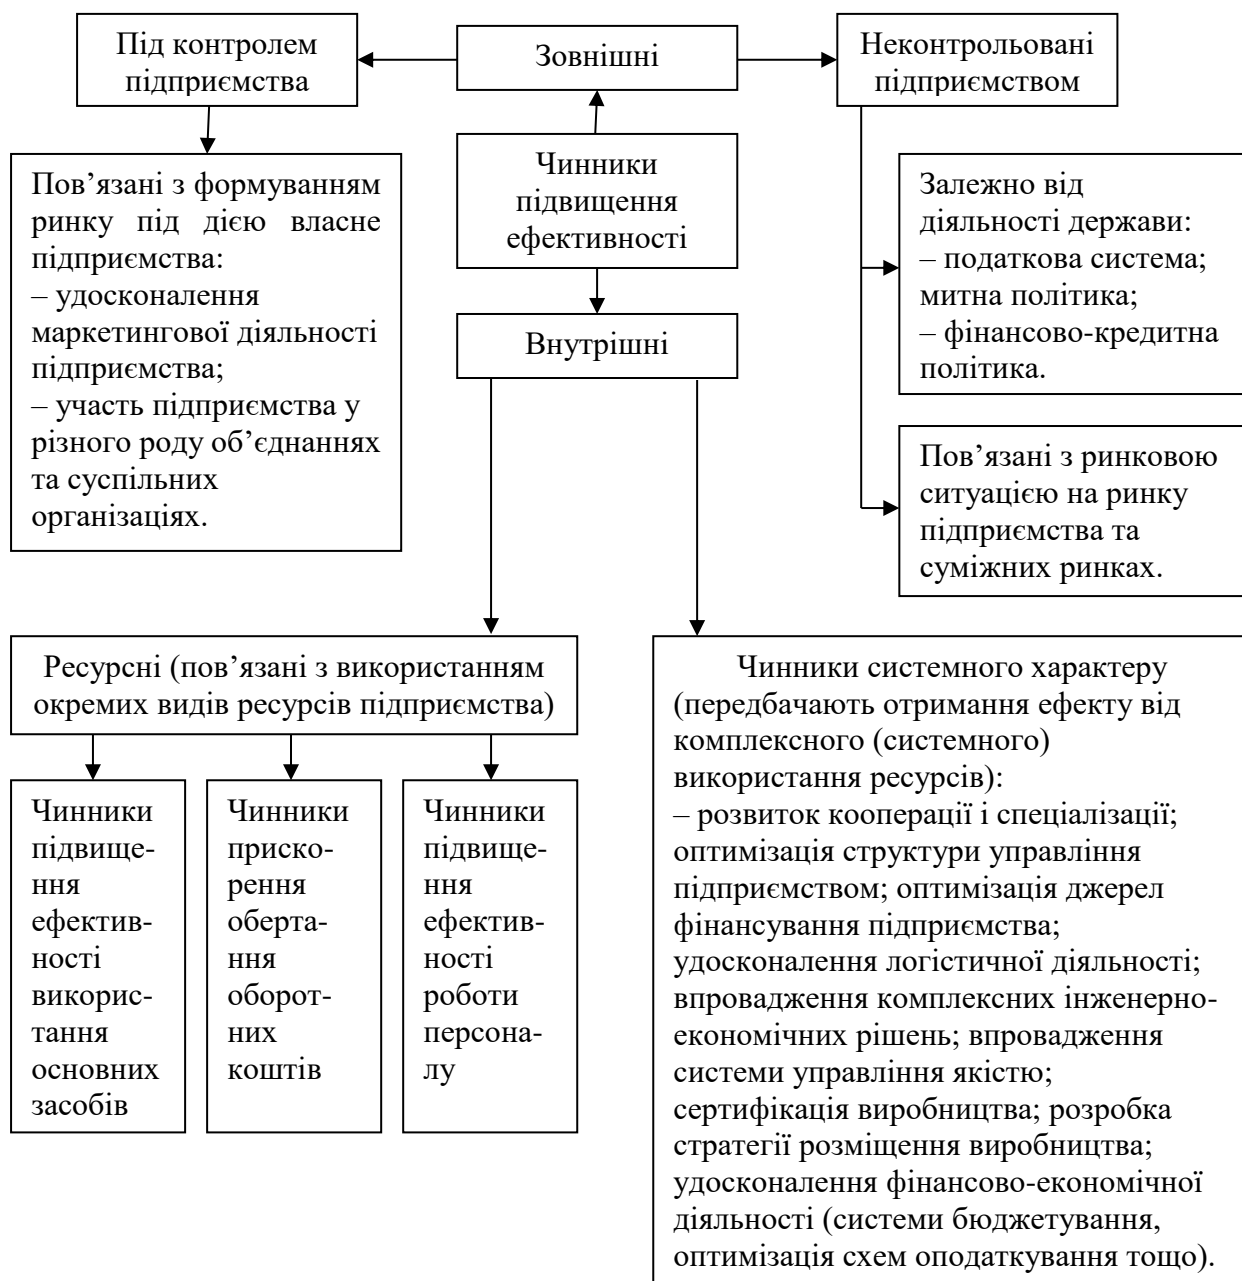 Під контролем
підприємства
Зовнішні
Неконтрольовані
підприємством
Чинники
підвищення
ефективності
Пов’язані з формуванням
ринку під дією власне
підприємства:
– удосконалення
маркетингової діяльності
підприємства;
– участь підприємства у
різного роду об’єднаннях
та суспільних
організаціях.
Залежно від
діяльності держави:
– податкова система;
митна політика;
– фінансово-кредитна
політика.
Внутрішні
Пов’язані з ринковою
ситуацією на ринку
підприємства та
суміжних ринках.
Ресурсні (пов’язані з використанням
окремих видів ресурсів підприємства)
Чинники
підвище-
ння
ефектив-
ності
викорис-
тання
основних
засобів
Чинники
приско-
рення
оберта-
ння
оборот-
них
коштів
Чинники
підвище-
ння
ефектив-
ності
роботи
персона-
лу
Чинники системного характеру
(передбачають отримання ефекту від
комплексного (системного)
використання ресурсів):
– розвиток кооперації і спеціалізації;
оптимізація структури управління
підприємством; оптимізація джерел
фінансування підприємства;
удосконалення логістичної діяльності;
впровадження комплексних інженерно-
економічних рішень; впровадження
системи управління якістю;
сертифікація виробництва; розробка
стратегії розміщення виробництва;
удосконалення фінансово-економічної
діяльності (системи бюджетування,
оптимізація схем оподаткування тощо).